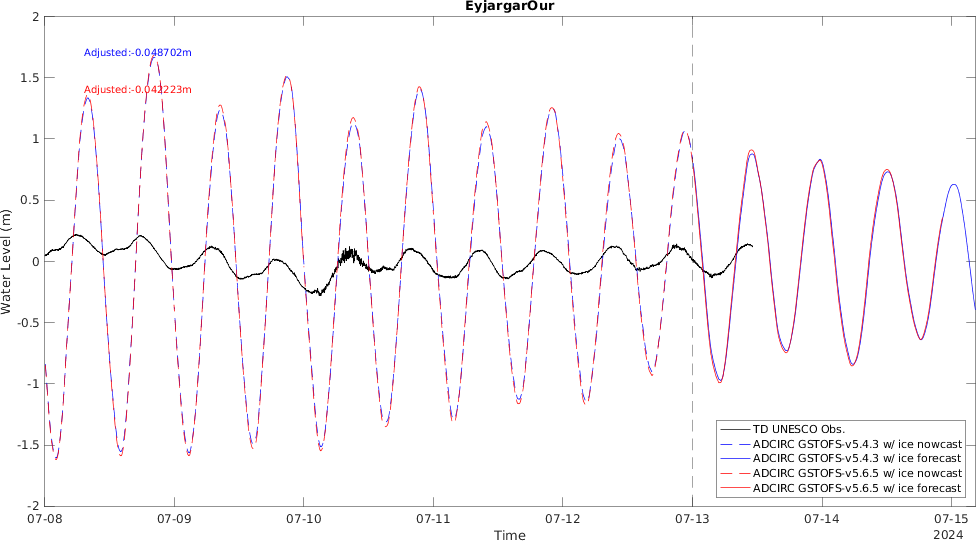 EyjargarOur
Adjusted:-0.048702m
Adjusted:-0.042223m
Water Level (m)
2
1.5
1
0.5
0
-0.5
-1
-1.5
-2
TD UNESCO Obs.
ADCIRC GSTOFS-v5.4.3 w/ ice nowcast
ADCIRC GSTOFS-v5.4.3 w/ ice forecast
ADCIRC GSTOFS-v5.6.5 w/ ice nowcast
ADCIRC GSTOFS-v5.6.5 w/ ice forecast
07-08 07-09 07-10 07-11 07-12 07-13 07-14 07-15
Time 2024